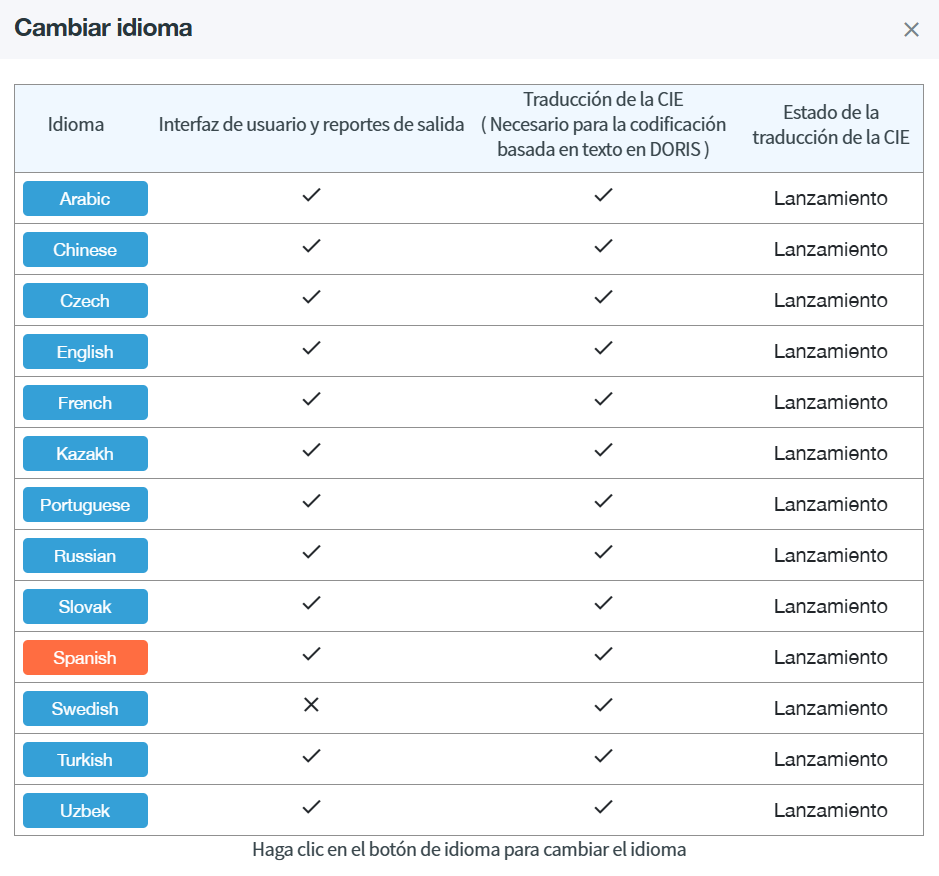 Cambiar idioma
Idioma
Interfaz de usuario y reportes de salida
Traducción de la CIE
( Necesario para la codificación
basada en texto en DORIS )
Estado de la
traducción de la CIE
Arabic ✓ ✓ Lanzamiento
Chinese ✓ ✓ Lanzamiento
Czech ✓ ✓ Lanzamiento
English ✓ ✓ Lanzamiento
French ✓ ✓ Lanzamiento
Kazakh ✓ ✓ Lanzamiento
Portuguese ✓ ✓ Lanzamiento
Russian ✓ ✓ Lanzamiento
Slovak ✓ ✓ Lanzamiento
Spanish ✓ ✓ Lanzamiento
Swedish ✕ ✓ Lanzamiento
Turkish ✓ ✓ Lanzamiento
Uzbek ✓ ✓ Lanzamiento
Haga clic en el botón de idioma para cambiar el idioma